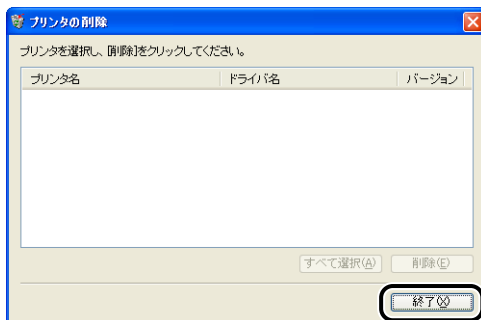 プリンタの削除
プリンタを選択し、[削除]をクリックしてください。
プリンタ名 ドライバ名 バージョン
すべて選択(A) 削除(E)
終了(X)